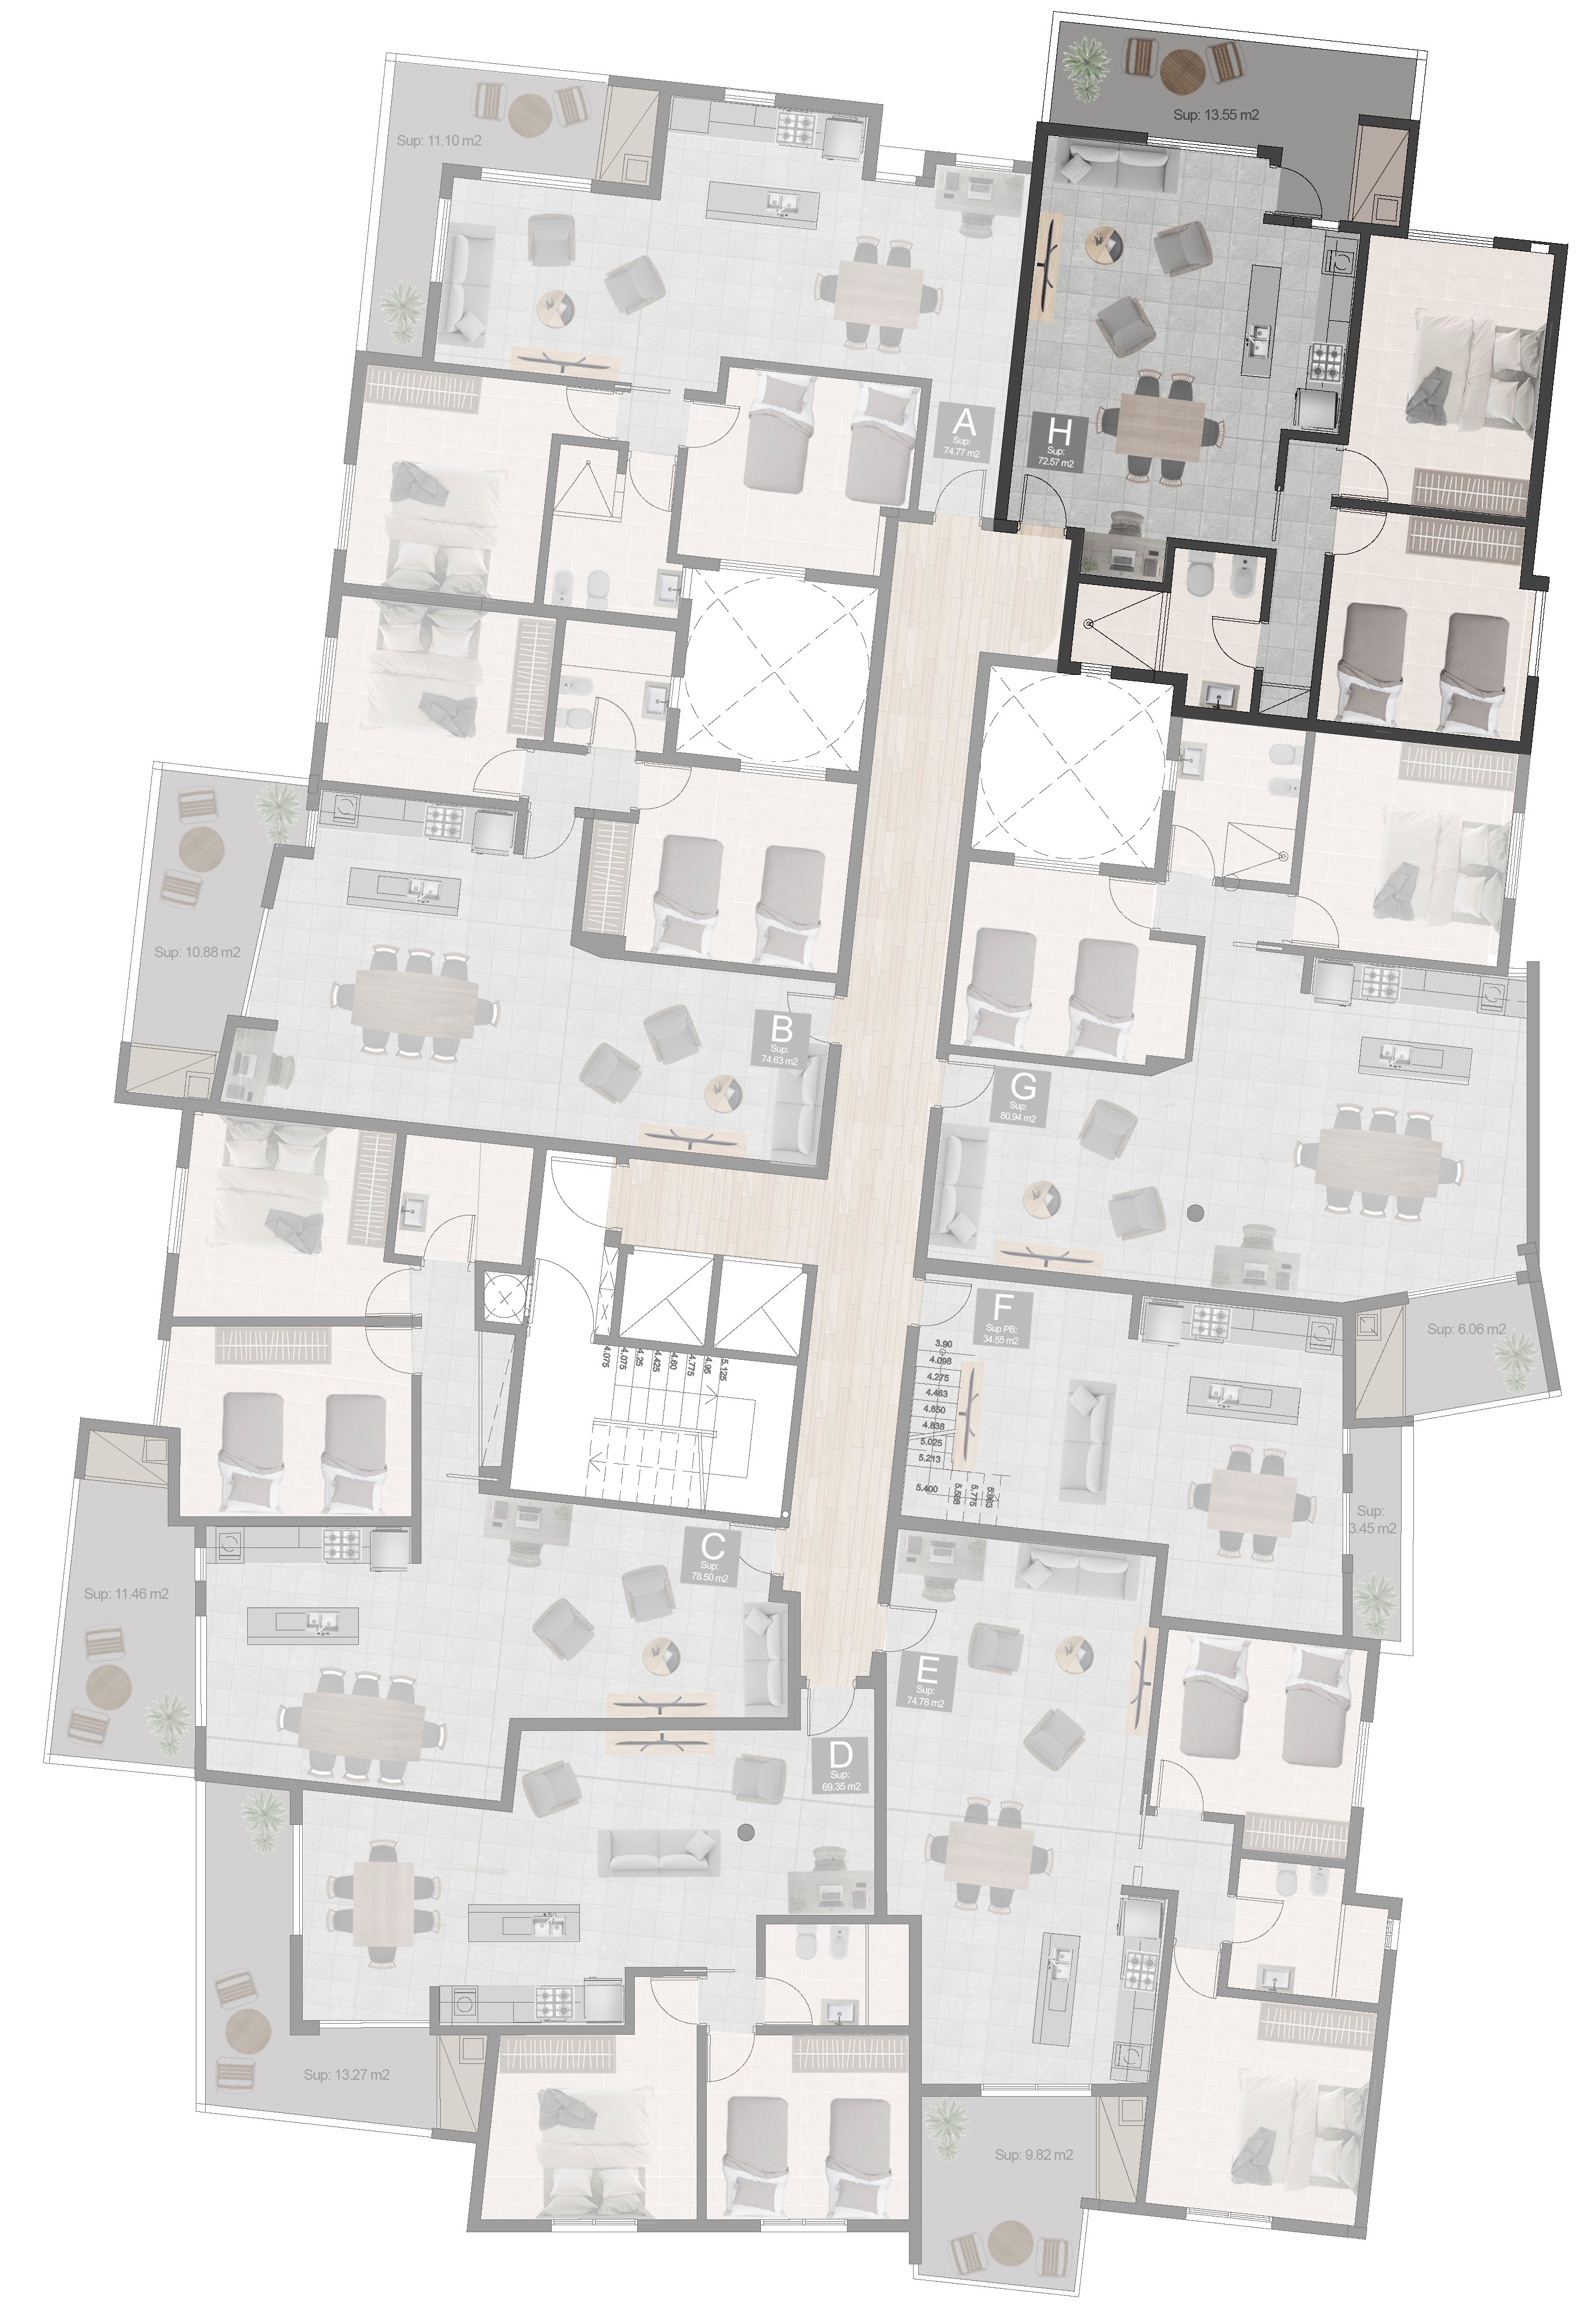 Sup: 13.55 m2
Sup: 11.10 m2
A
Sup:
74.77 m2
H
Sup:
72.57 m2
Sup: 10.88 m2
B
Sup:
74.63 m2
G
Sup:
80.94 m2
F
Sup PB:
34.55 m2
Sup: 6.06 m2
3.90
4.098
4.275
4.463
4.650
4.838
5.025
5.213
5.400
5.588
5.775
5.963
4.075
4.075
4.25
4.425
4.60
4.775
4.95
5.125
Sup:
3.45 m2
C
Sup:
78.50 m2
Sup: 11.46 m2
E
Sup:
74.78 m2
D
Sup:
69.35 m2
Sup: 13.27 m2
Sup: 9.82 m2